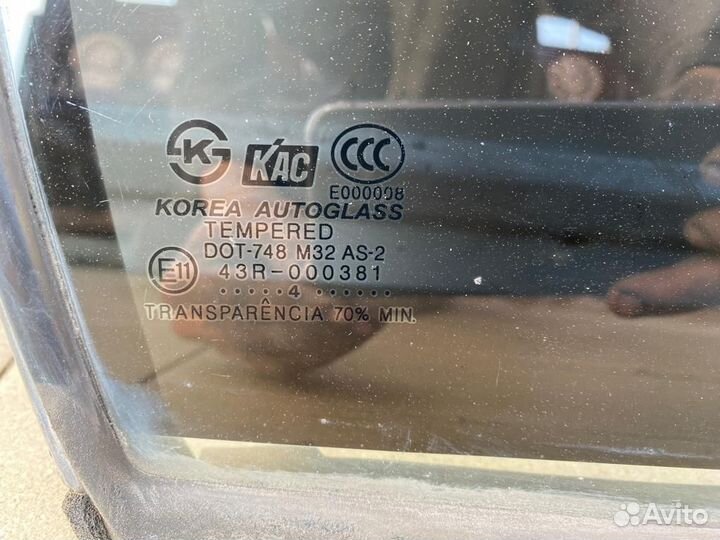 K KAC CCC
E000008
KOREA AUTOGLASS
TEMPERED
DOT-748 M32 AS-2
E11 43R-000381
..... 4 ......
TRANSPARÊNCIA 70% MIN.
Avito